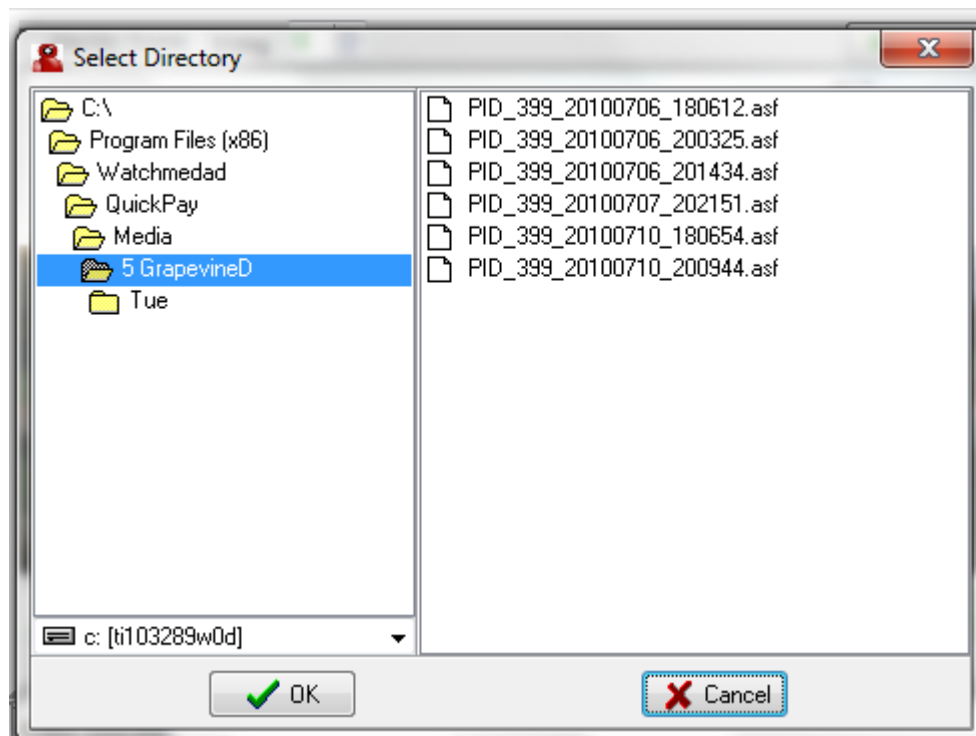 Select Directory
C:\
Program Files (x86)
Watchmedad
QuickPay
Media
5 GrapevineD
Tue
c: [ti103289w0d]
PID_399_20100706_180612.asf
PID_399_20100706_200325.asf
PID_399_20100706_201434.asf
PID_399_20100707_202151.asf
PID_399_20100710_180654.asf
PID_399_20100710_200944.asf
OK
Cancel